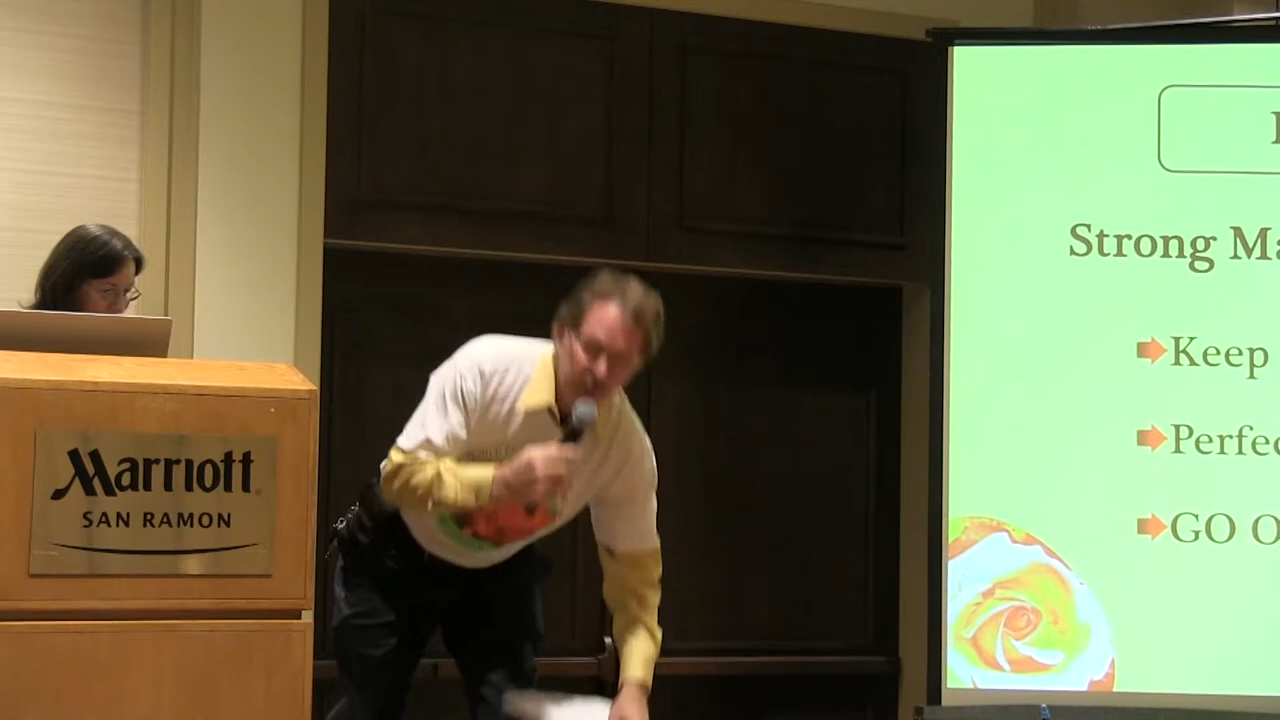 Marriott
SAN RAMON
Strong Ma
Keep
Perfec
GO O